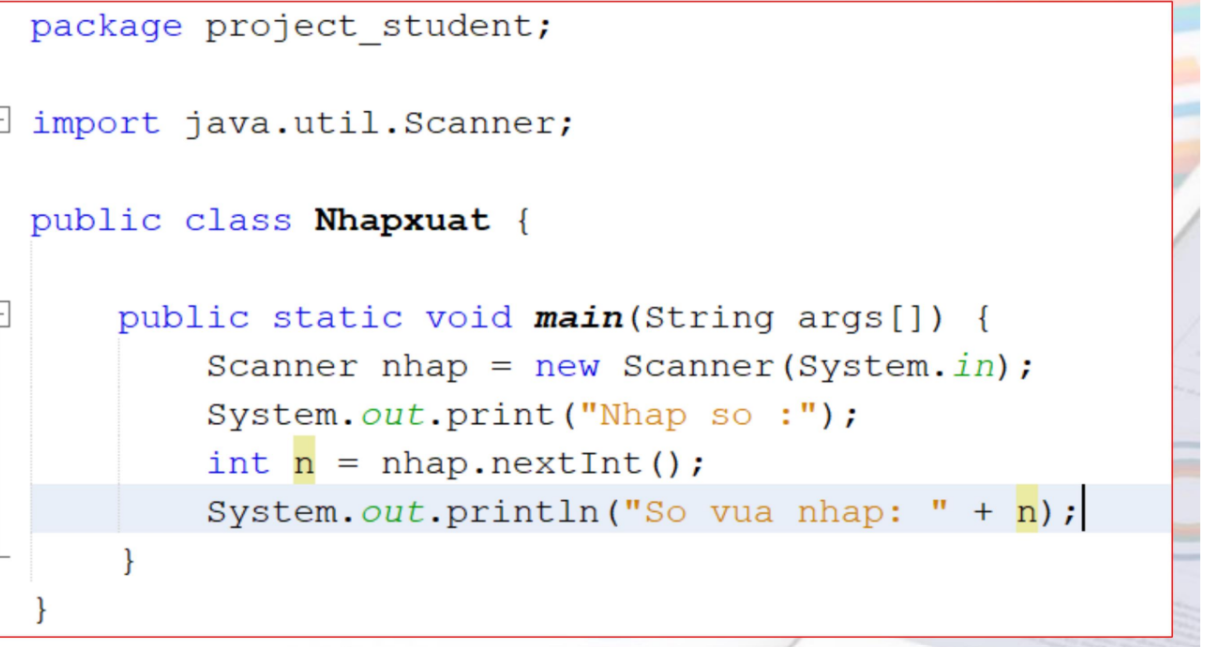 package project_student;
import java.util.Scanner;
public class Nhapxuat {
public static void main(String args[]) {
Scanner nhap = new Scanner(System.in);
System.out.print("Nhap so :");
int n = nhap.nextInt();
System.out.println("So vua nhap: " + n);
}
}